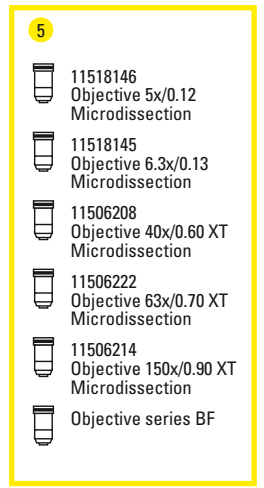 5
11518146
Objective 5x/0.12
Microdissection
11518145
Objective 6.3x/0.13
Microdissection
11506208
Objective 40x/0.60 XT
Microdissection
11506222
Objective 63x/0.70 XT
Microdissection
11506214
Objective 150x/0.90 XT
Microdissection
Objective series BF